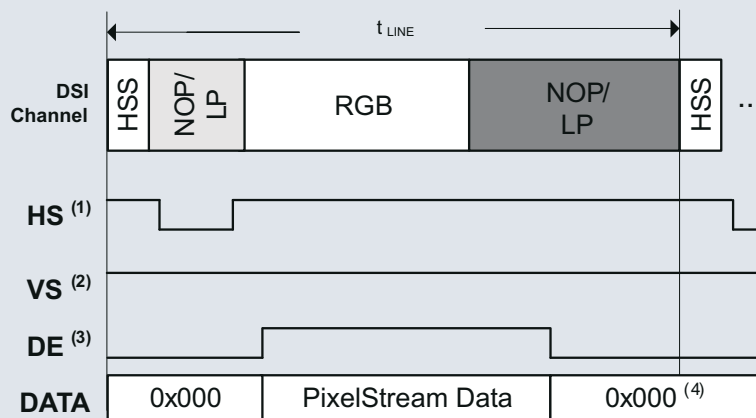 t LINE
DSI
Channel
HSS
NOP/
LP
RGB
NOP/
LP
HSS
..
HS (1)
VS (2)
DE (3)
DATA
0x000
PixelStream Data
0x000 (4)